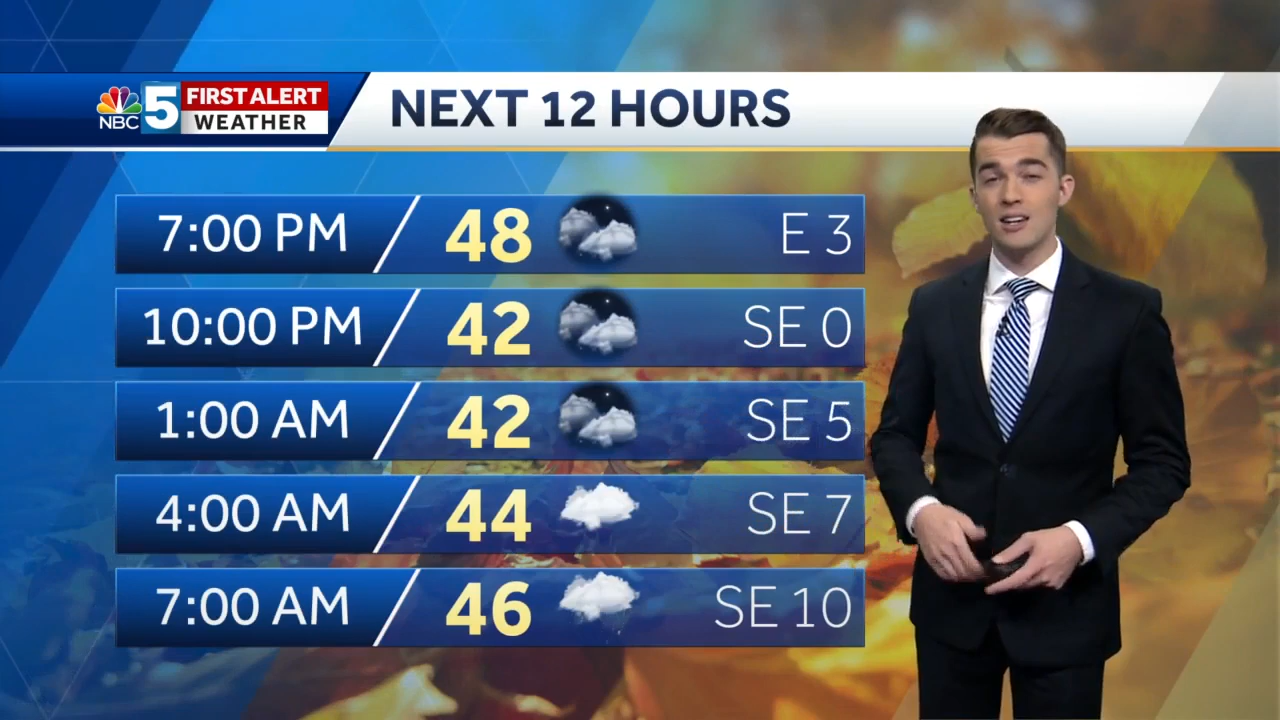 NBC 5 FIRST ALERT WEATHER
NEXT 12 HOURS
7:00 PM 48 E 3
10:00 PM 42 SE 0
1:00 AM 42 SE 5
4:00 AM 44 SE 7
7:00 AM 46 SE 10